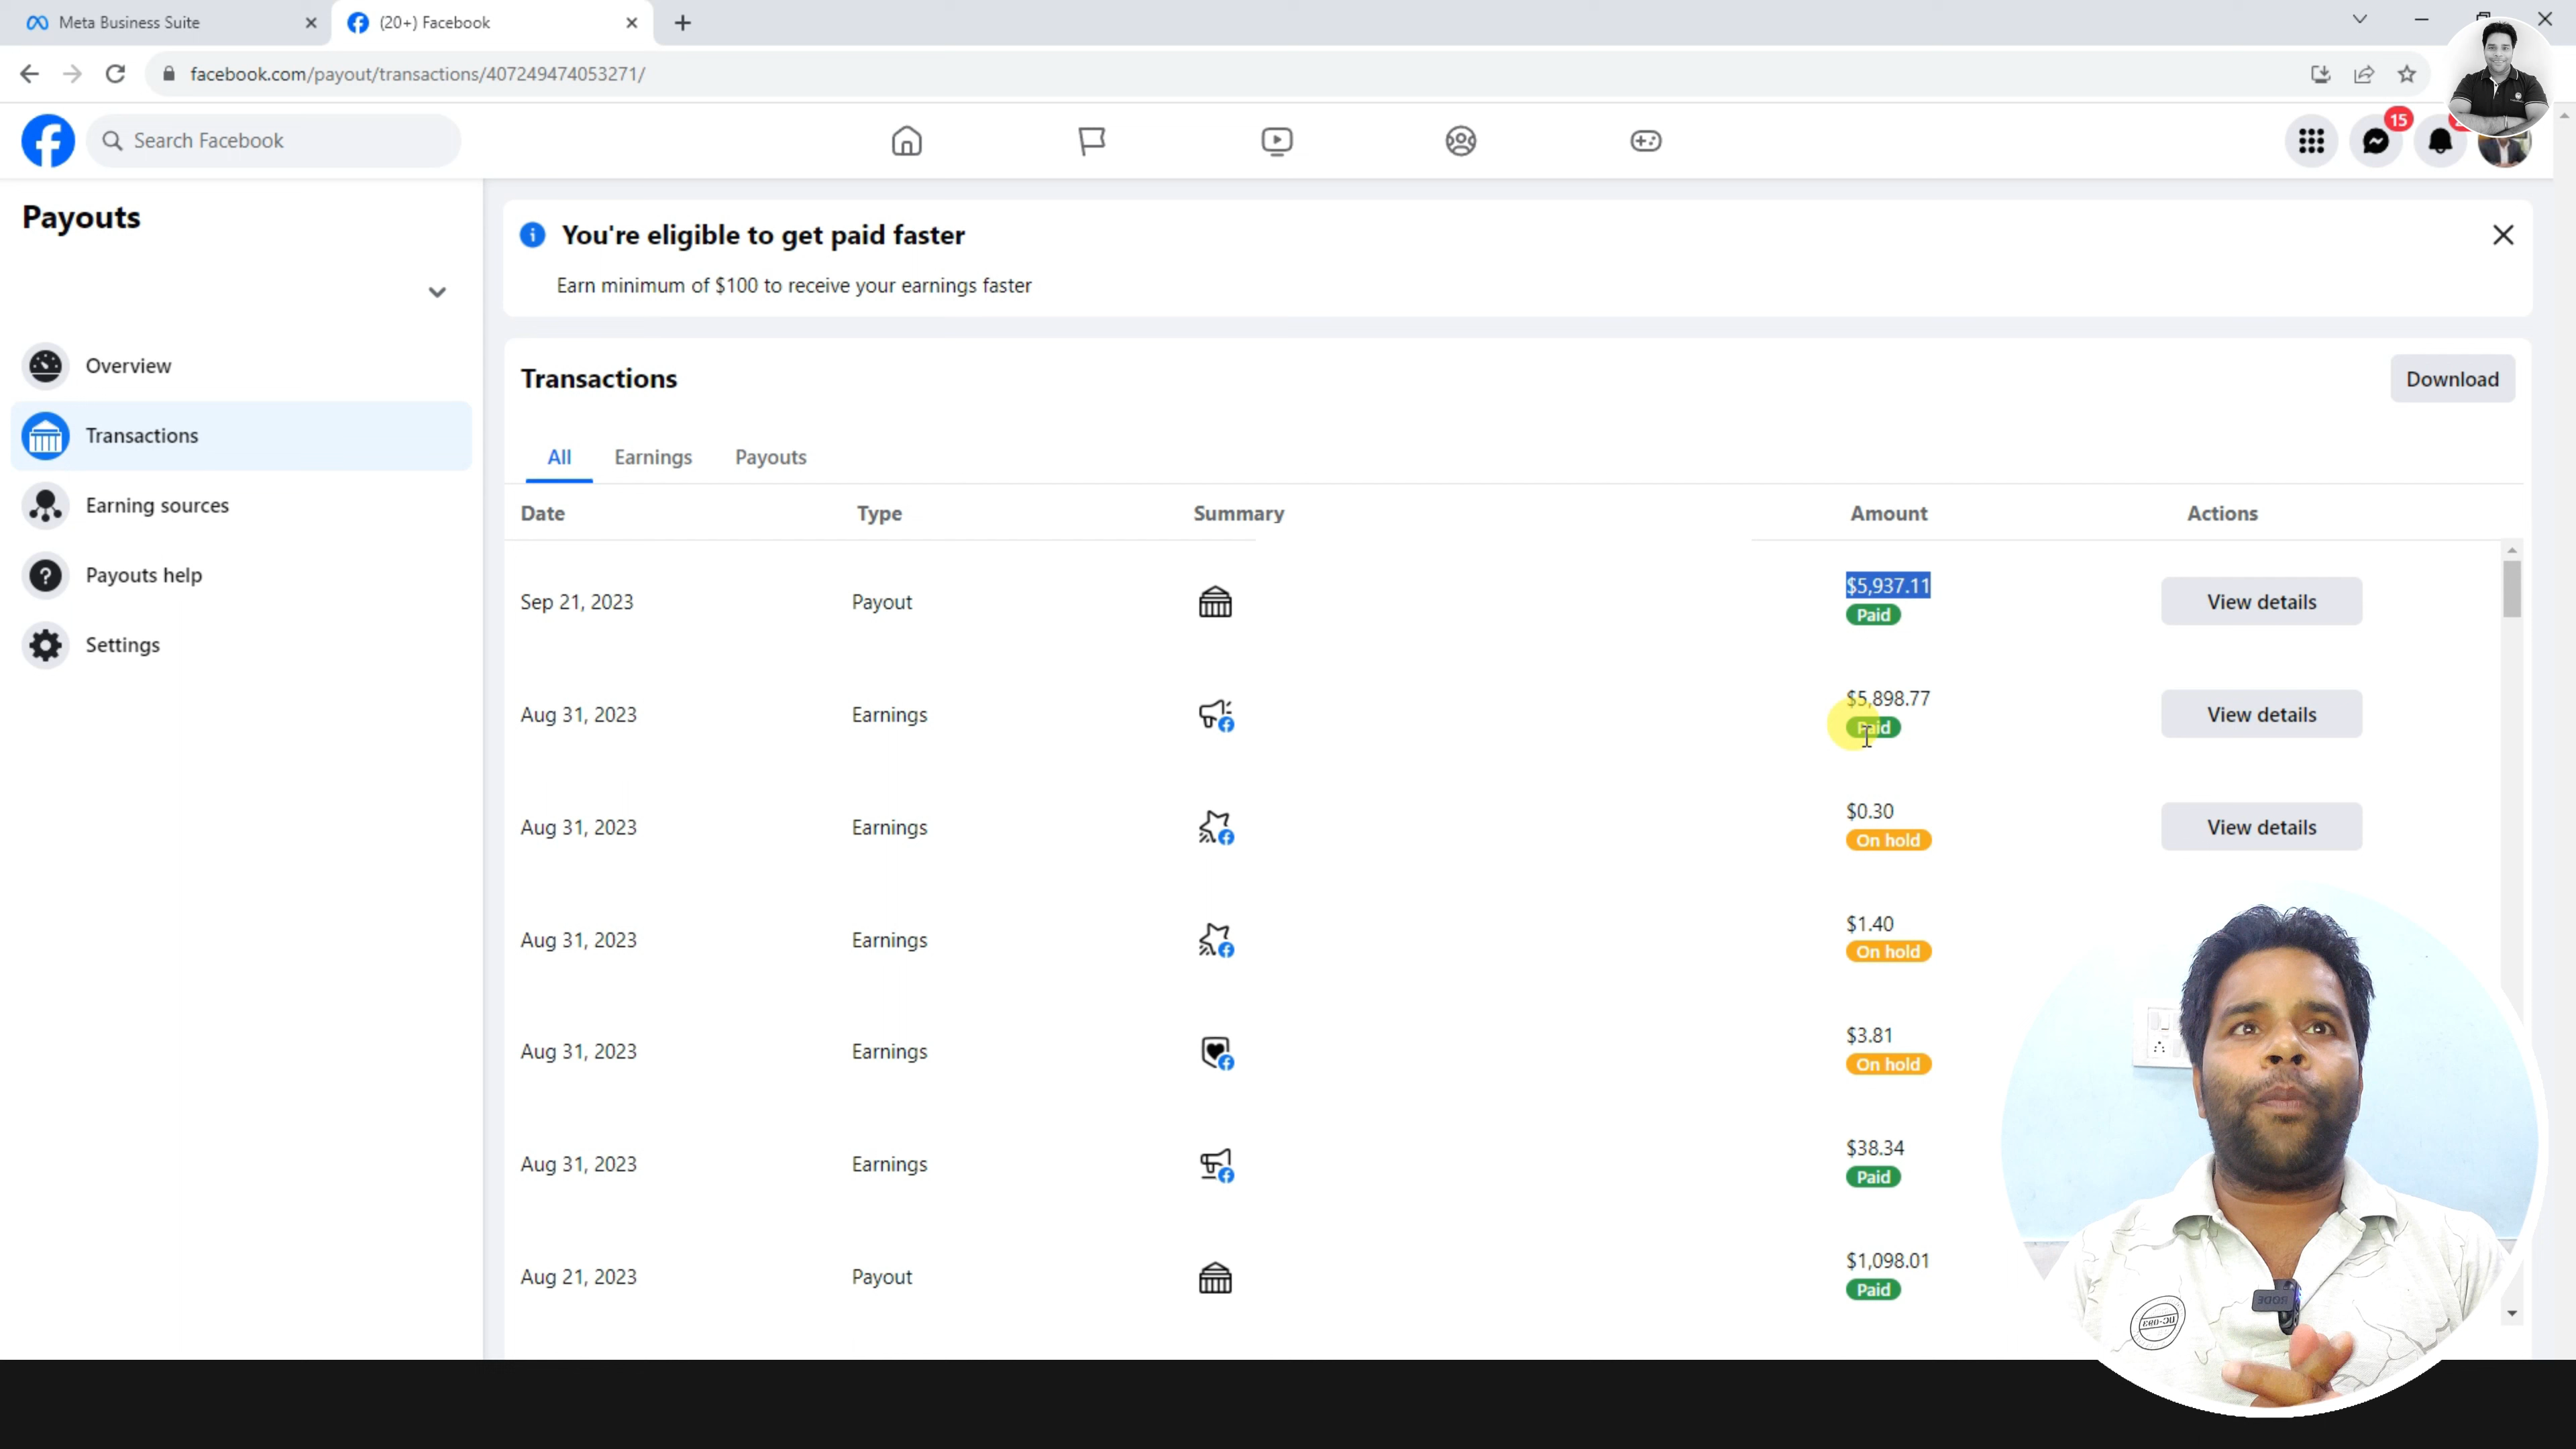 Meta Business Suite
(20+) Facebook
facebook.com/payout/transactions/407249474053271/
Search Facebook
15
Payouts
Overview
Transactions
Earning sources
Payouts help
Settings
You're eligible to get paid faster
Earn minimum of $100 to receive your earnings faster
Transactions
Download
All Earnings Payouts
Date Type Summary Amount Actions
Sep 21, 2023 Payout $5,937.11 View details
Paid
Aug 31, 2023 Earnings $5,898.77 View details
Paid
Aug 31, 2023 Earnings $0.30 View details
On hold
Aug 31, 2023 Earnings $1.40
On hold
Aug 31, 2023 Earnings $3.81
On hold
Aug 31, 2023 Earnings $38.34
Paid
Aug 21, 2023 Payout $1,098.01
Paid
RODE